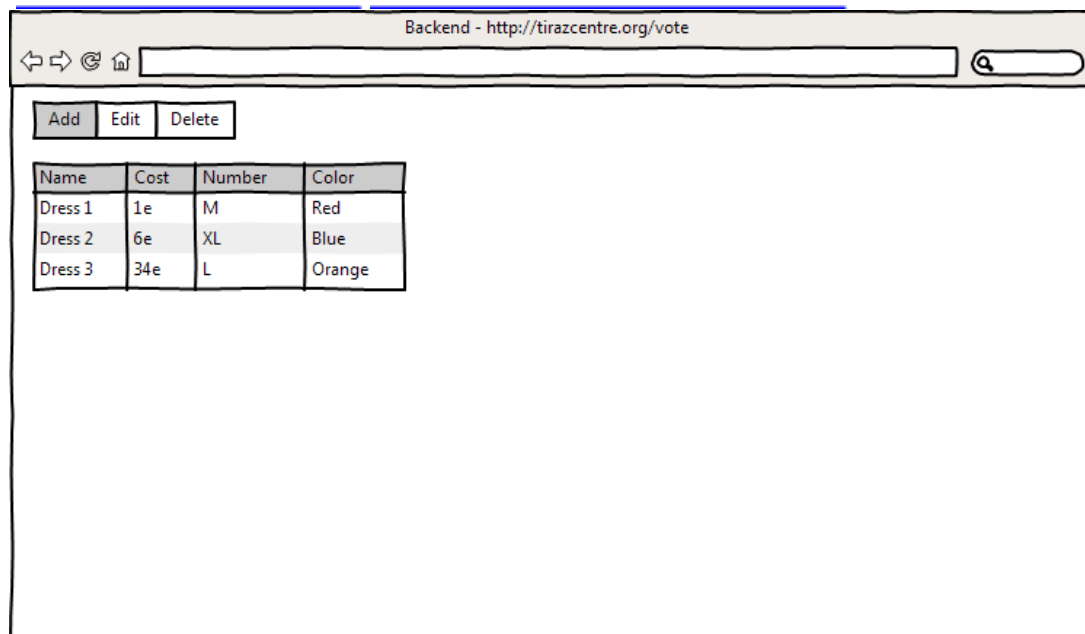 Backend - http://tirazcentre.org/vote
Add Edit Delete
Name Cost Number Color
Dress 1 1e M Red
Dress 2 6e XL Blue
Dress 3 34e L Orange